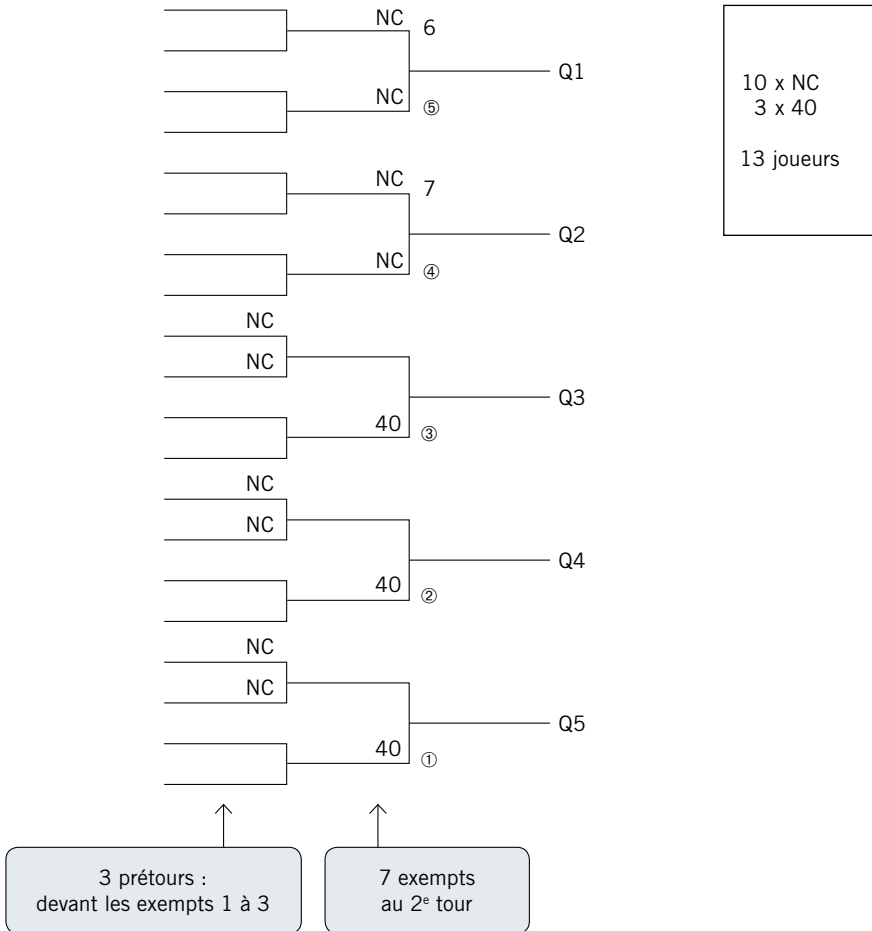 NC 6
Q1
NC ⑤
NC 7
Q2
NC ④
NC
NC
Q3
40 ③
NC
NC
Q4
40 ②
NC
NC
Q5
40 ①
10 x NC
3 x 40
13 joueurs
3 prétours :
devant les exempts 1 à 3
7 exempts
au 2ᵉ tour